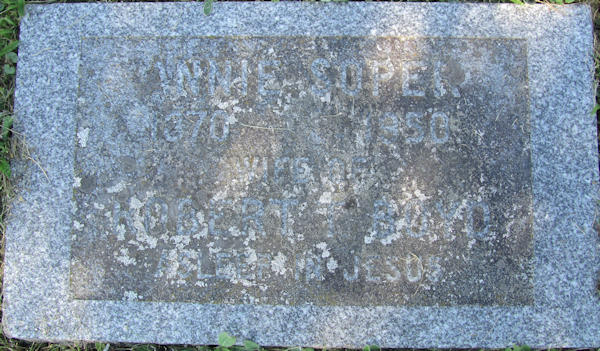 ANNIE SOPER
1870 1950
WIFE OF
ROBERT T. BOYD
ASLEEP IN JESUS